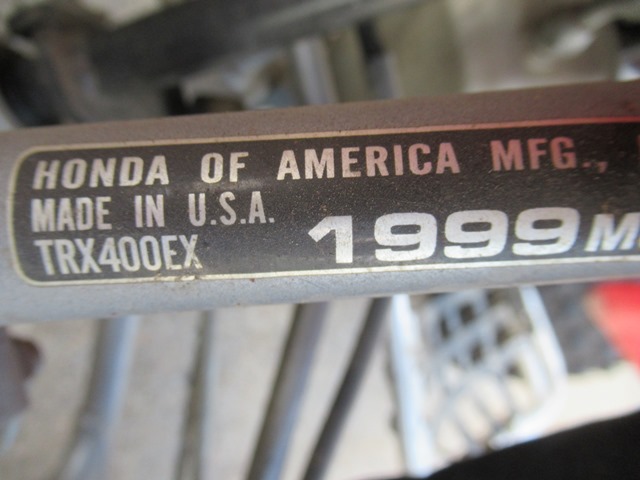 HONDA OF AMERICA MFG.,
MADE IN U.S.A.
TRX400EX 1999 M